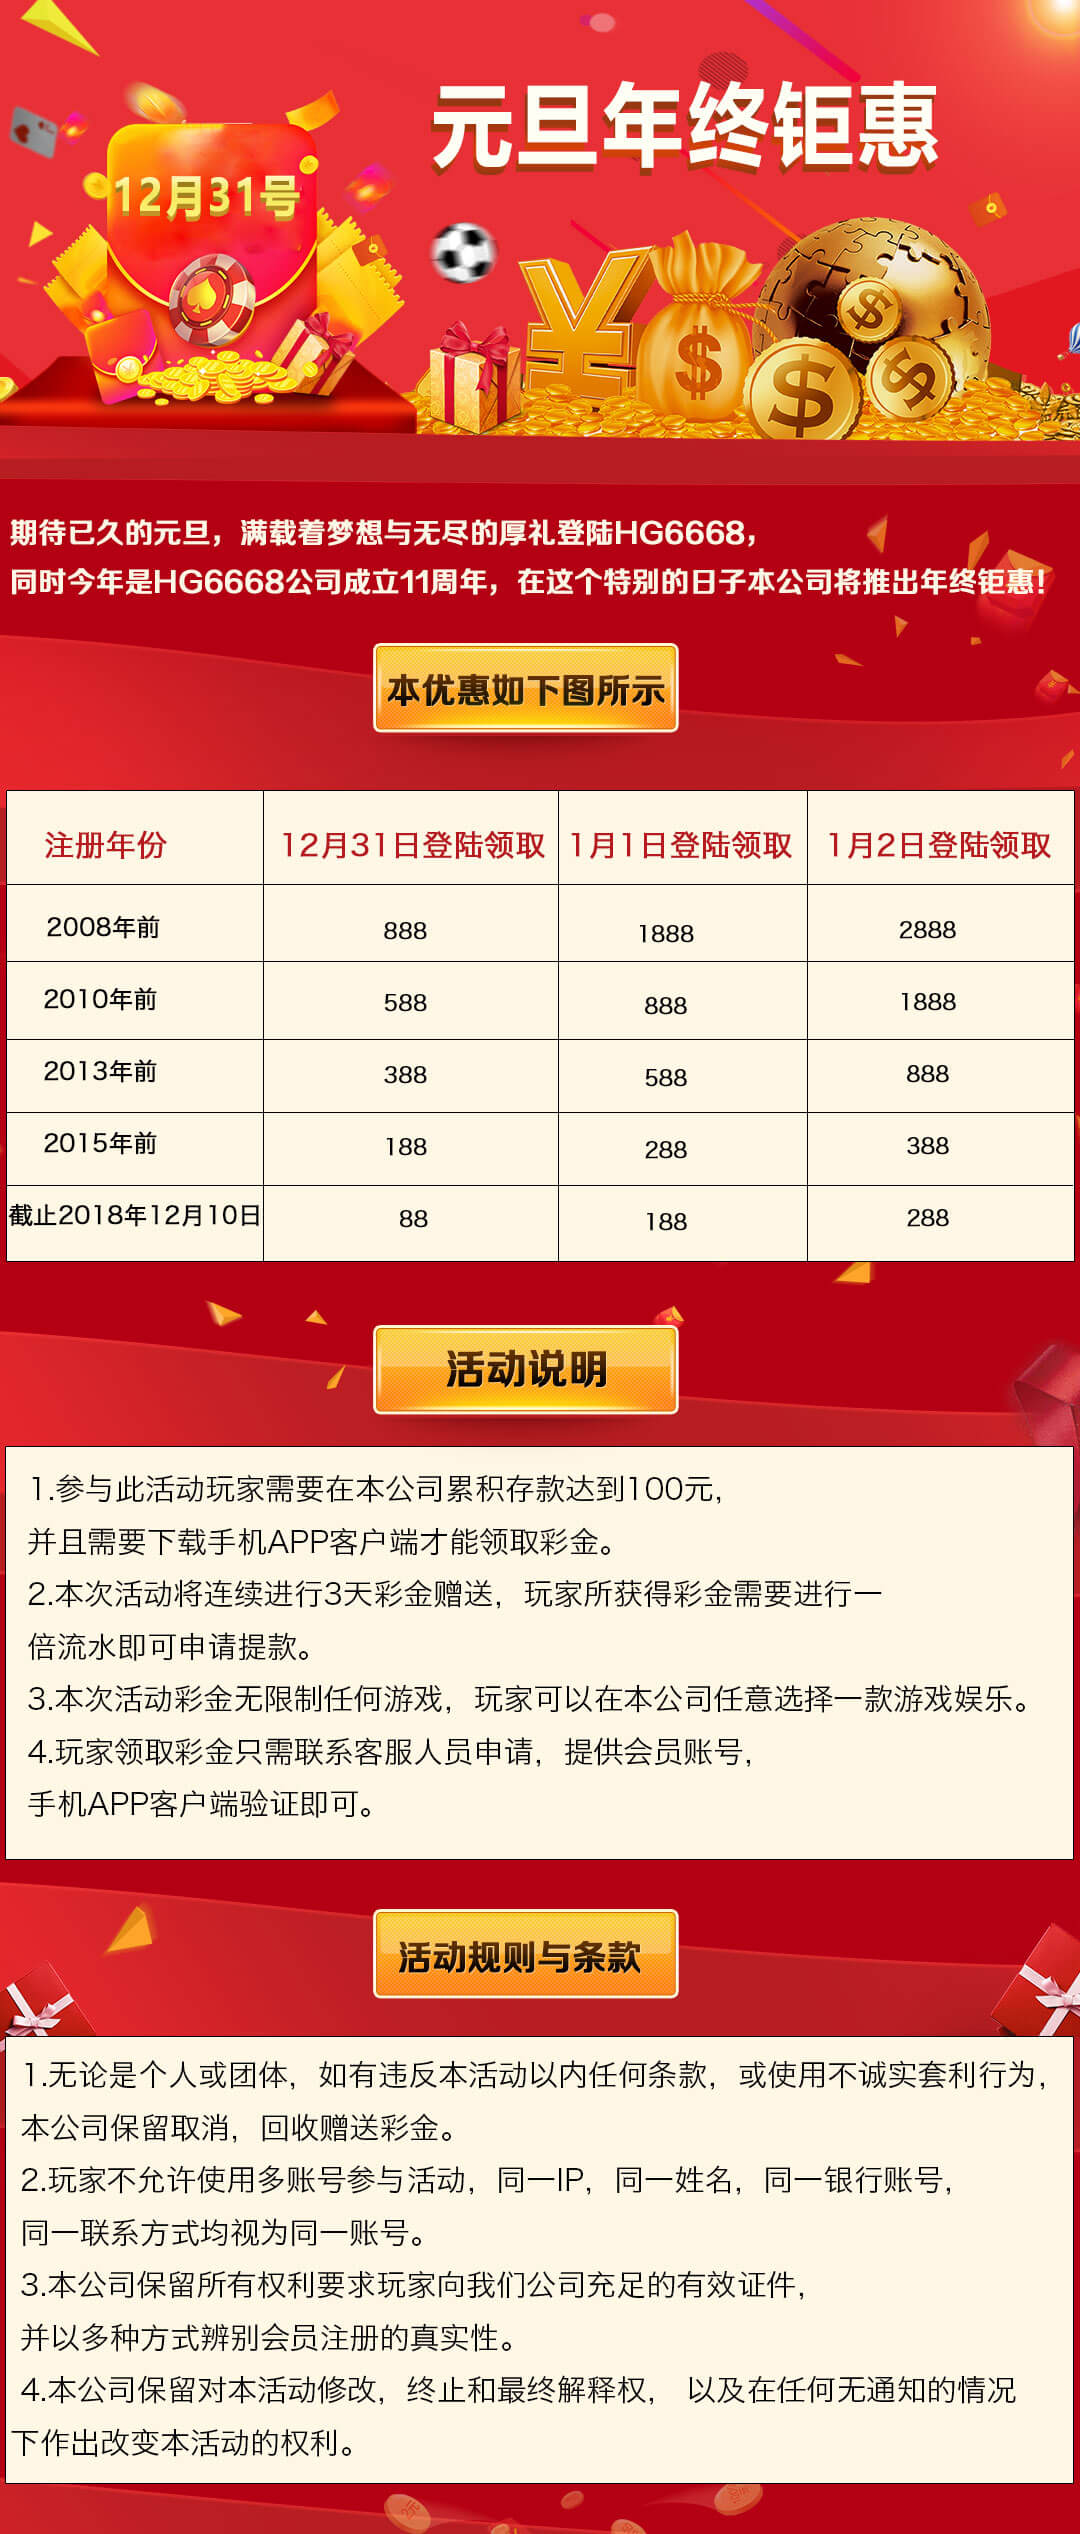 元旦年终钜惠
12月31号
期待已久的元旦，满载着梦想与无尽的厚礼登陆HG6668，
同时今年是HG6668公司成立11周年，在这个特别的日子本公司将推出年终钜惠！
本优惠如下图所示
注册年份 12月31日登陆领取 1月1日登陆领取 1月2日登陆领取
2008年前 888 1888 2888
2010年前 588 888 1888
2013年前 388 588 888
2015年前 188 288 388
截止2018年12月10日 88 188 288
活动说明
1.参与此活动玩家需要在本公司累积存款达到100元，
并且需要下载手机APP客户端才能领取彩金。
2.本次活动将连续进行3天彩金赠送，玩家所获得彩金需要进行一
倍流水即可申请提款。
3.本次活动彩金无限制任何游戏，玩家可以在本公司任意选择一款游戏娱乐。
4.玩家领取彩金只需联系客服人员申请，提供会员账号，
手机APP客户端验证即可。
活动规则与条款
1.无论是个人或团体，如有违反本活动以内任何条款，或使用不诚实套利行为，
本公司保留取消，回收赠送彩金。
2.玩家不允许使用多账号参与活动，同一IP，同一姓名，同一银行账号，
同一联系方式均视为同一账号。
3.本公司保留所有权利要求玩家向我们公司充足的有效证件，
并以多种方式辨别会员注册的真实性。
4.本公司保留对本活动修改，终止和最终解释权， 以及在任何无通知的情况
下作出改变本活动的权利。